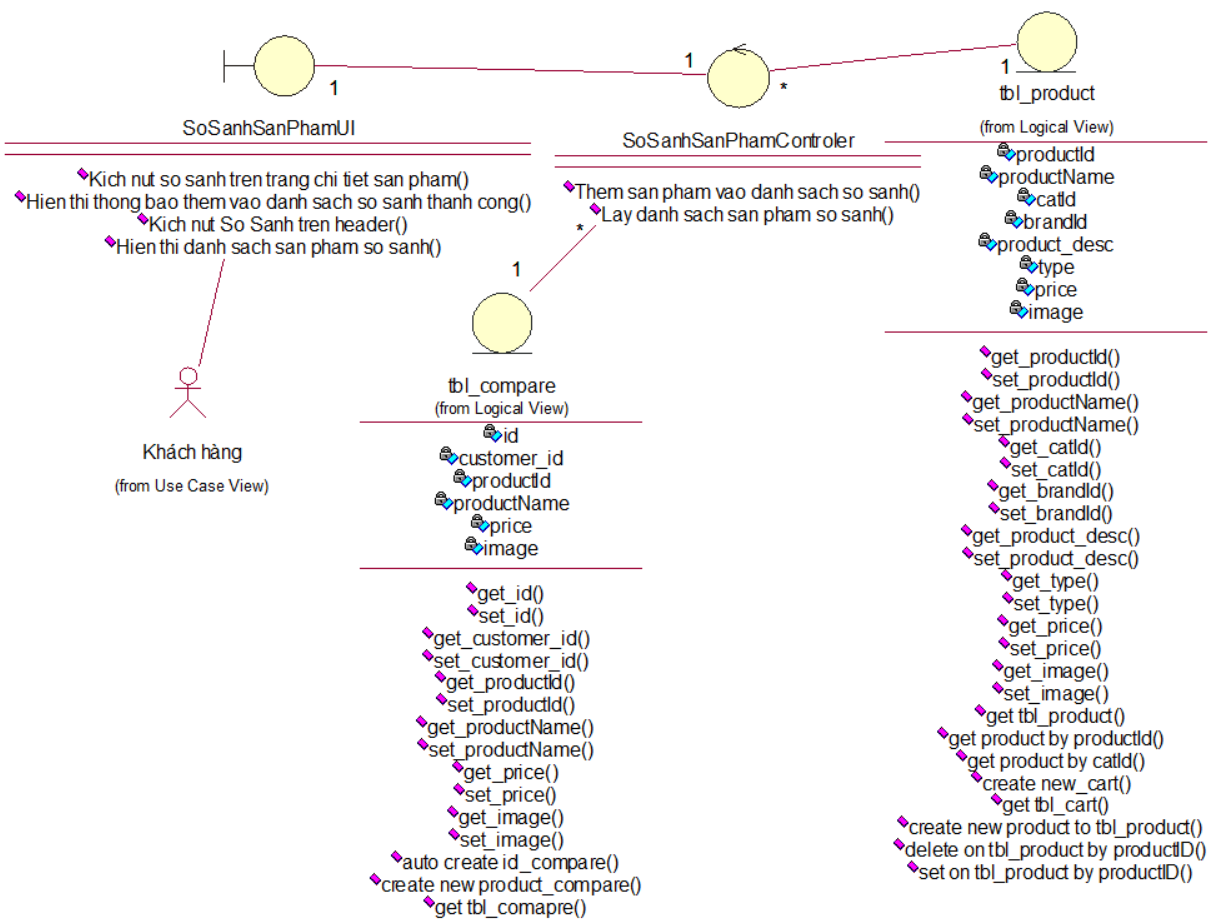 1
1
*
1
SoSanhSanPhamUI
Kich nut so sanh tren trang chi tiet san pham()
Hien thi thong bao them vao danh sach so sanh thanh cong()
Kich nut So Sanh tren header()
Hien thi danh sach san pham so sanh()
SoSanhSanPhamControler
Them san pham vao danh sach so sanh()
Lay danh sach san pham so sanh()
*
1
tbl_product
(from Logical View)
productId
productName
catId
brandId
product_desc
type
price
image
get_productId()
set_productId()
get_productName()
set_productName()
get_catId()
set_catId()
get_brandId()
set_brandId()
get_product_desc()
set_product_desc()
get_type()
set_type()
get_price()
set_price()
get_image()
set_image()
get tbl_product()
get product by productId()
get product by catId()
create new_cart()
get tbl_cart()
create new product to tbl_product()
delete on tbl_product by productID()
set on tbl_product by productID()
Khách hàng
(from Use Case View)
tbl_compare
(from Logical View)
id
customer_id
productId
productName
price
image
get_id()
set_id()
get_customer_id()
set_customer_id()
get_productId()
set_productId()
get_productName()
set_productName()
get_price()
set_price()
get_image()
set_image()
auto create id_compare()
create new product_compare()
get tbl_comapre()